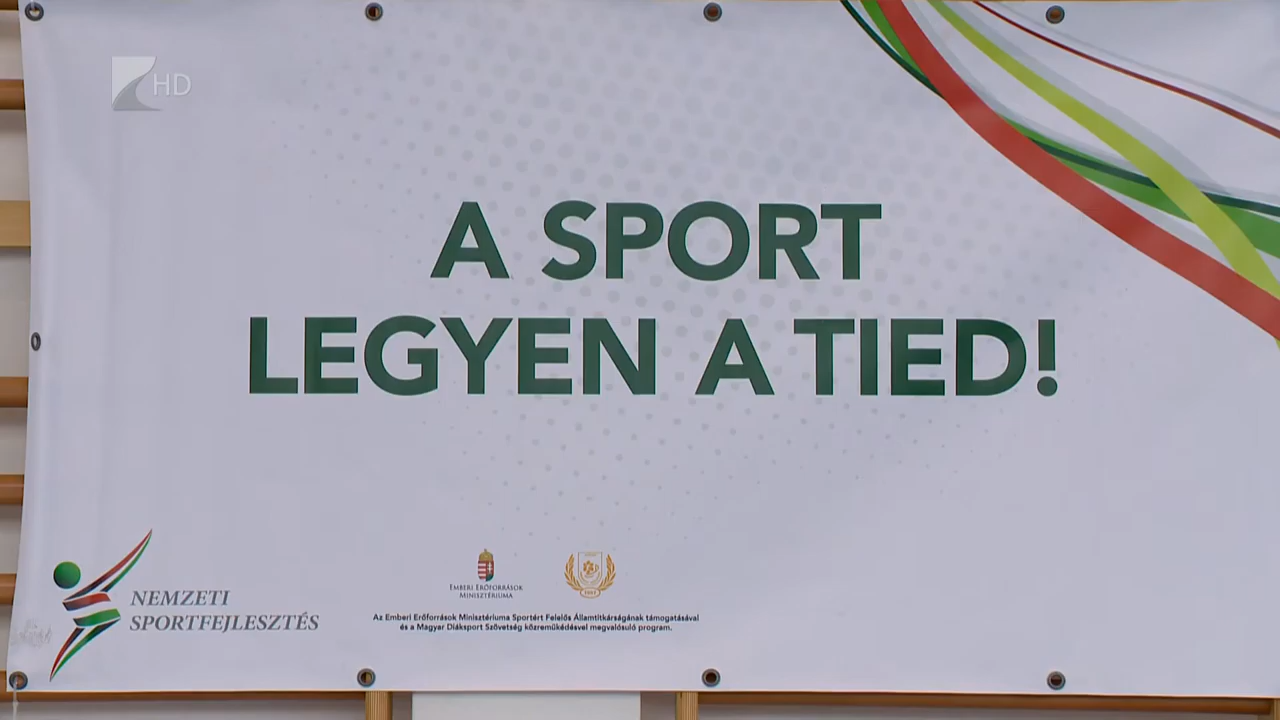 HD
A SPORT
LEGYEN A TIED!
NEMZETI
SPORTFEJLESZTÉS
EMBERI ERŐFORRÁSOK
MINISZTÉRIUMA
Az Emberi Erőforrások Minisztériuma Sportért Felelős Államtitkárságának támogatásával
és a Magyar Diáksport Szövetség közreműkédésvel megvalósuló program.